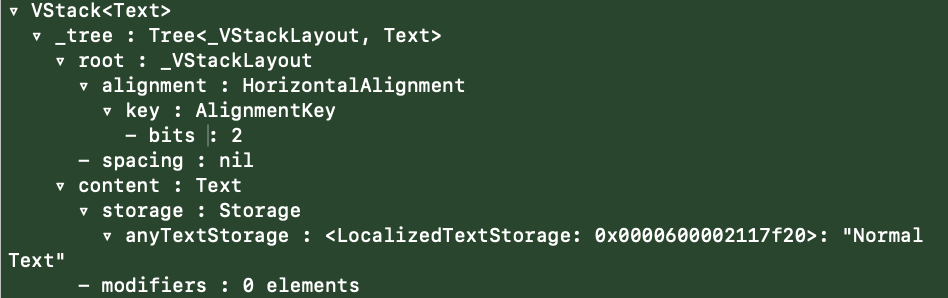 ▿ VStack<Text>
▿ _tree : Tree<_VStackLayout, Text>
▿ root : _VStackLayout
▿ alignment : HorizontalAlignment
▿ key : AlignmentKey
- bits : 2
- spacing : nil
▿ content : Text
▿ storage : Storage
▿ anyTextStorage : <LocalizedTextStorage: 0x0000600002117f20>: "Normal
Text"
- modifiers : 0 elements